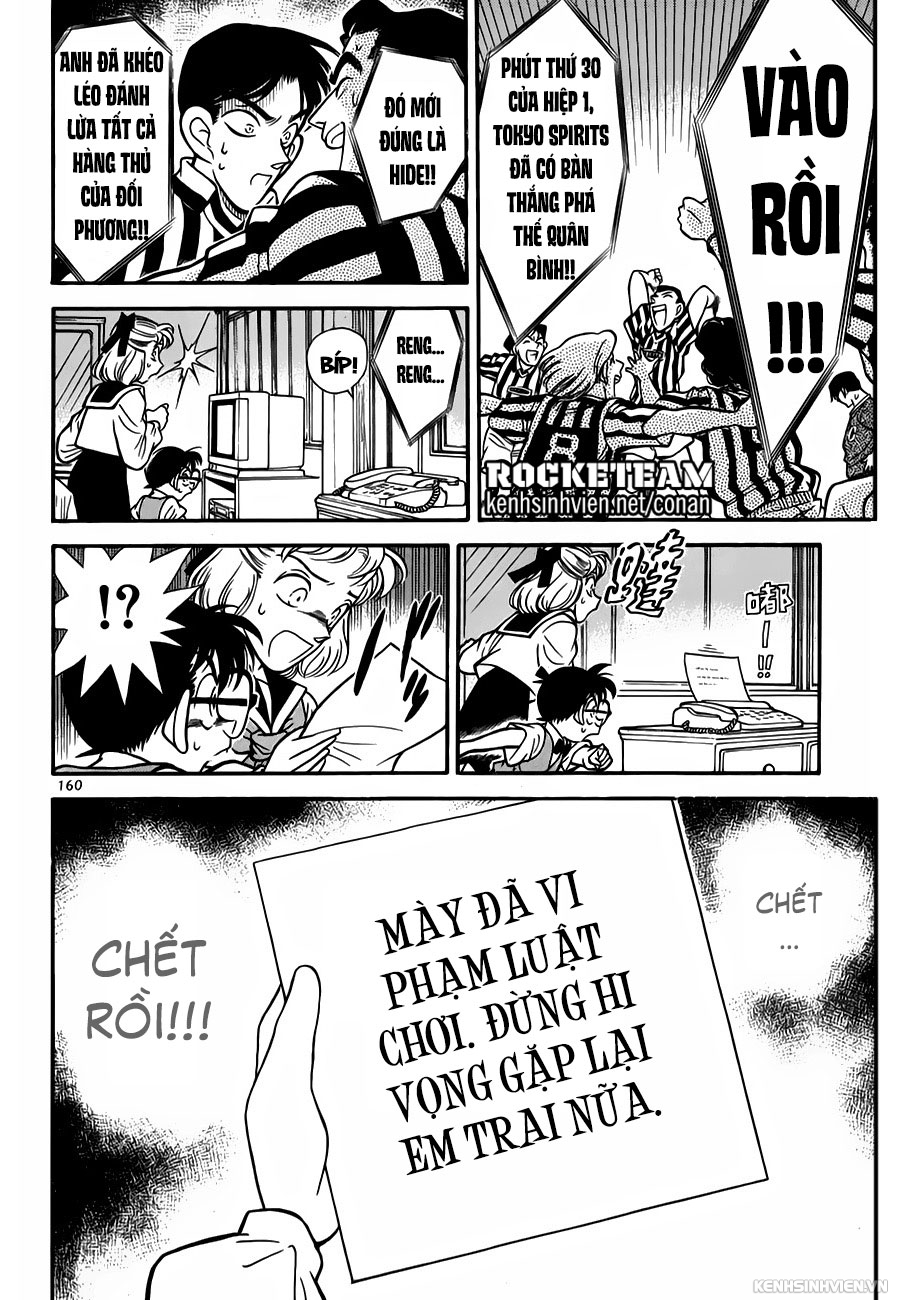 ANH ĐÃ KHÉO
LÉO ĐÁNH
LỪA TẤT CẢ
HÀNG THỦ
CỦA ĐỐI
PHƯƠNG!!
ĐÓ MỚI
ĐÚNG LÀ
HIDE!!
PHÚT THỨ 30
CỦA HIỆP 1,
TOKYO SPIRITS
ĐÃ CÓ BÀN
THẮNG PHÁ
THẾ QUÂN
BÌNH!!
VÀO
RỒI
!!!
BÍP!
RENG...
RENG...
ROCKETEAM
kenhsinhvien.net/conan
!?
嘟
ー
!!
160
CHẾT
RỒI!!!
MÀY ĐÃ VI
PHẠM LUẬT
CHƠI. ĐỪNG HI
VỌNG GẶP LẠI
EM TRAI NỮA.
CHẾT
...
KENHSINHVIEN.VN